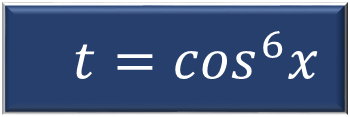 t = cos⁶x